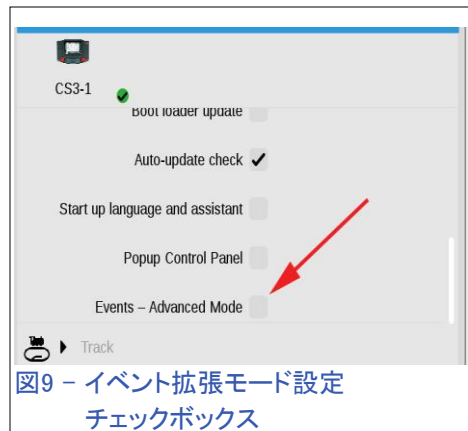 CS3-1
Boot loader update
Auto-update check
Start up language and assistant
Popup Control Panel
Events – Advanced Mode
Track
図9 – イベント拡張モード設定
チェックボックス